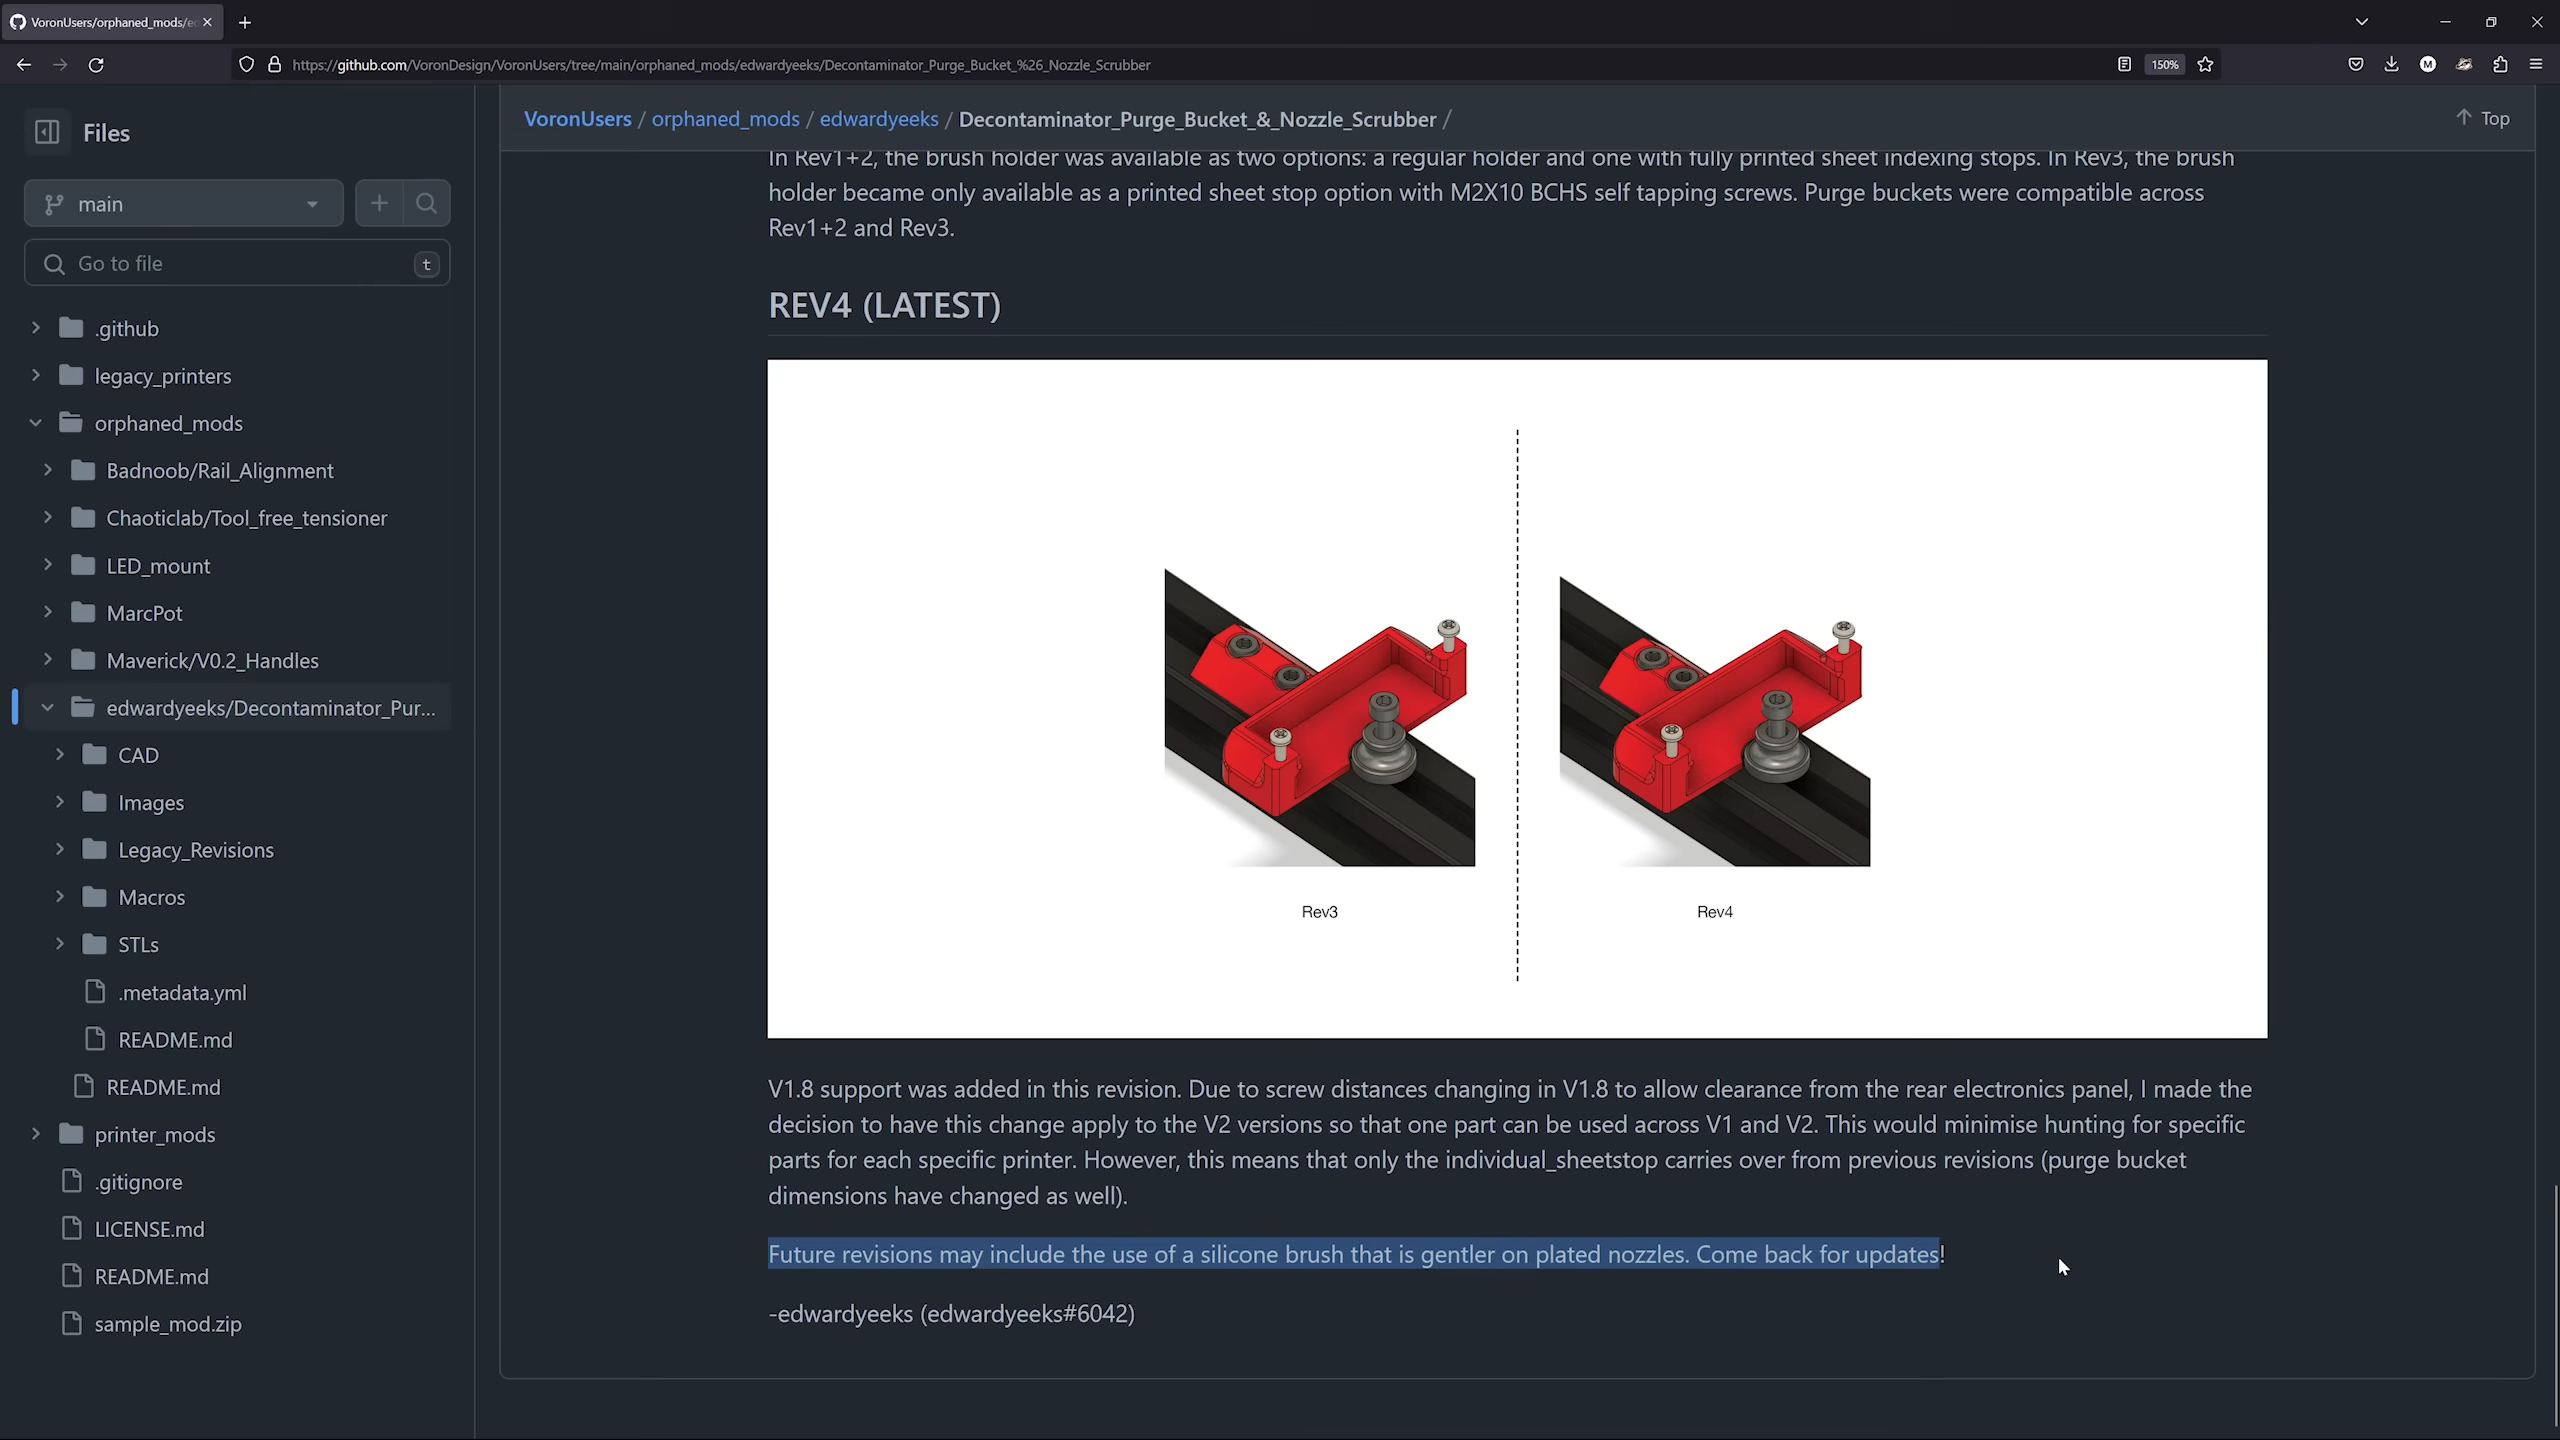 VoronUsers/orphaned_mods/e
https://github.com/VoronDesign/VoronUsers/tree/main/orphaned_mods/edwardyeeks/Decontaminator_Purge_Bucket_%26_Nozzle_Scrubber
150%
M
Files
main
Go to file
t
.github
legacy_printers
orphaned_mods
Badnoob/Rail_Alignment
Chaoticlab/Tool_free_tensioner
LED_mount
MarcPot
Maverick/V0.2_Handles
edwardyeeks/Decontaminator_Pur...
CAD
Images
Legacy_Revisions
Macros
STLs
.metadata.yml
README.md
README.md
printer_mods
.gitignore
LICENSE.md
README.md
sample_mod.zip
VoronUsers / orphaned_mods / edwardyeeks / Decontaminator_Purge_Bucket_&_Nozzle_Scrubber /
Top
In Rev1+2, the brush holder was available as two options: a regular holder and one with fully printed sheet indexing stops. In Rev3, the brush
holder became only available as a printed sheet stop option with M2X10 BCHS self tapping screws. Purge buckets were compatible across
Rev1+2 and Rev3.
REV4 (LATEST)
Rev3
Rev4
V1.8 support was added in this revision. Due to screw distances changing in V1.8 to allow clearance from the rear electronics panel, I made the
decision to have this change apply to the V2 versions so that one part can be used across V1 and V2. This would minimise hunting for specific
parts for each specific printer. However, this means that only the individual_sheetstop carries over from previous revisions (purge bucket
dimensions have changed as well).
Future revisions may include the use of a silicone brush that is gentler on plated nozzles. Come back for updates!
-edwardyeeks (edwardyeeks#6042)